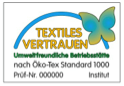 TEXTILES
VERTRAUEN
Umweltfreundliche Betriebsstätte
nach Öko-Tex Standard 1000
Prüf-Nr. 000000 Institut